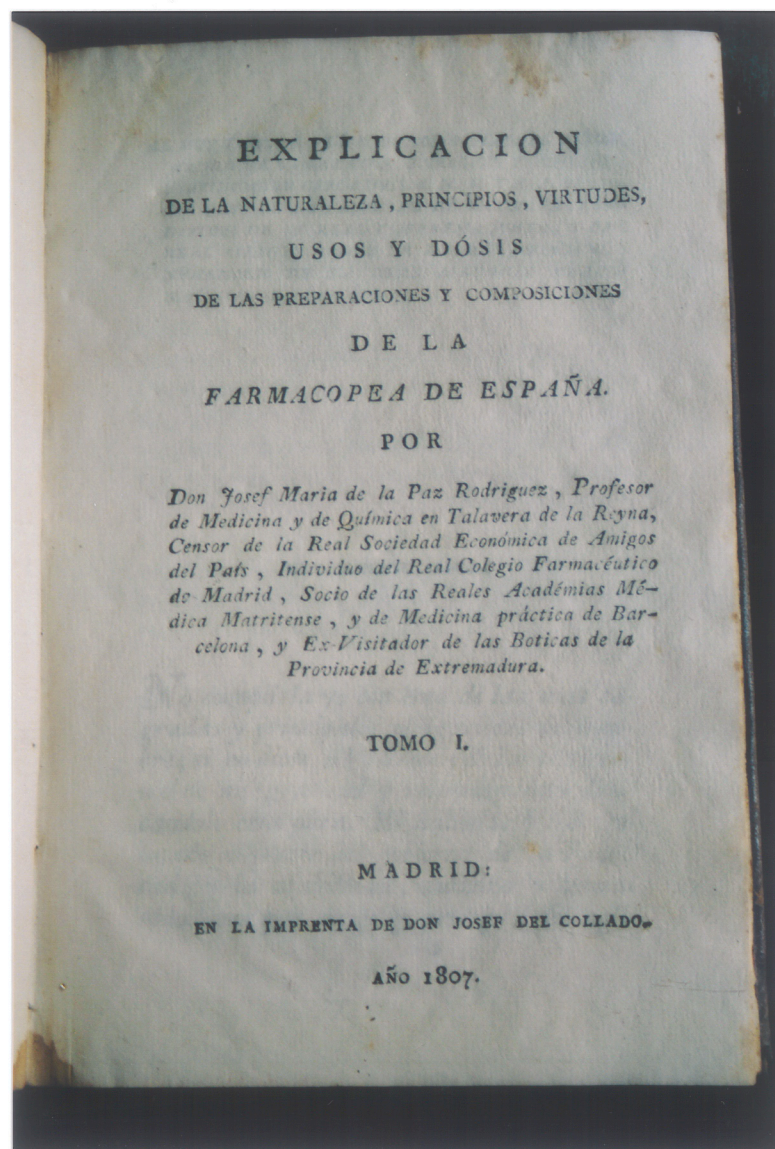 EXPLICACION
DE LA NATURALEZA, PRINCIPIOS, VIRTUDES,
USOS Y DÓSIS
DE LAS PREPARACIONES Y COMPOSICIONES
DE LA
FARMACOPEA DE ESPAÑA.
POR
Don Josef Maria de la Paz Rodriguez, Profesor
de Medicina y de Química en Talavera de la Reyna,
Censor de la Real Sociedad Económica de Amigos
del País, Individuo del Real Colegio Farmacéutico
de Madrid, Socio de las Reales Académias Mé-
dica Matritense, y de Medicina práctica de Bar-
celona, y Ex-Visitador de las Boticas de la
Provincia de Extremadura.
TOMO I.
MADRID:
EN LA IMPRENTA DE DON JOSEF DEL COLLADO.
AÑO 1807.